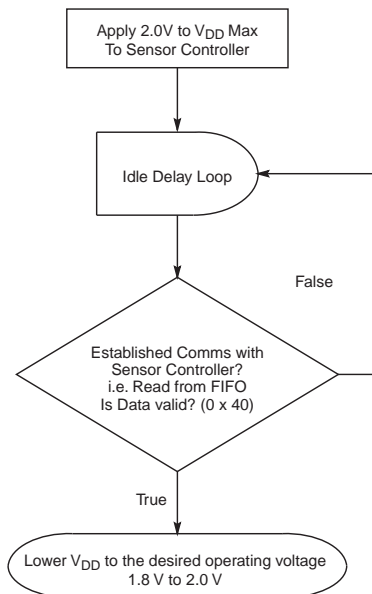 Apply 2.0V to VDD Max
To Sensor Controller
Idle Delay Loop
False
Established Comms with
Sensor Controller?
i.e. Read from FIFO
Is Data valid? (0 x 40)
True
Lower VDD to the desired operating voltage
1.8 V to 2.0 V